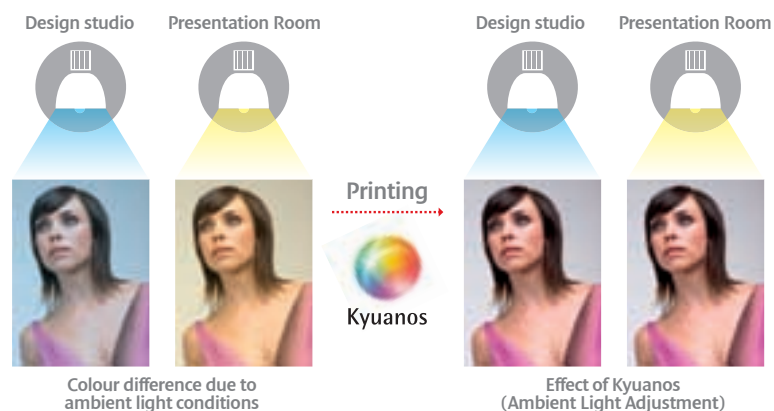 Design studio
Presentation Room
Design studio
Presentation Room
Printing
Kyuanos
Colour difference due to
ambient light conditions
Effect of Kyuanos
(Ambient Light Adjustment)